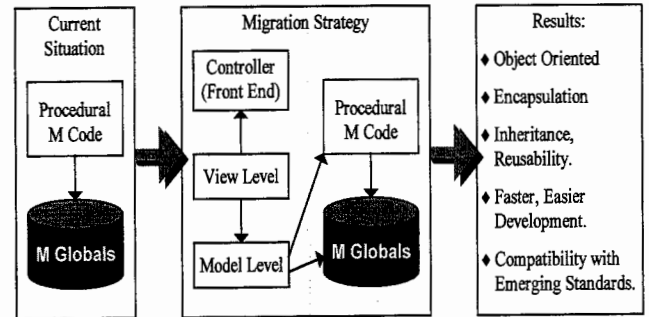 Current
Situation
Procedural
M Code
M Globals
Migration Strategy
Controller
(Front End)
View Level
Model Level
Procedural
M Code
M Globals
Results:
♦ Object Oriented
♦ Encapsulation
♦ Inheritance,
Reusability.
♦ Faster, Easier
Development.
♦ Compatibility with
Emerging Standards.